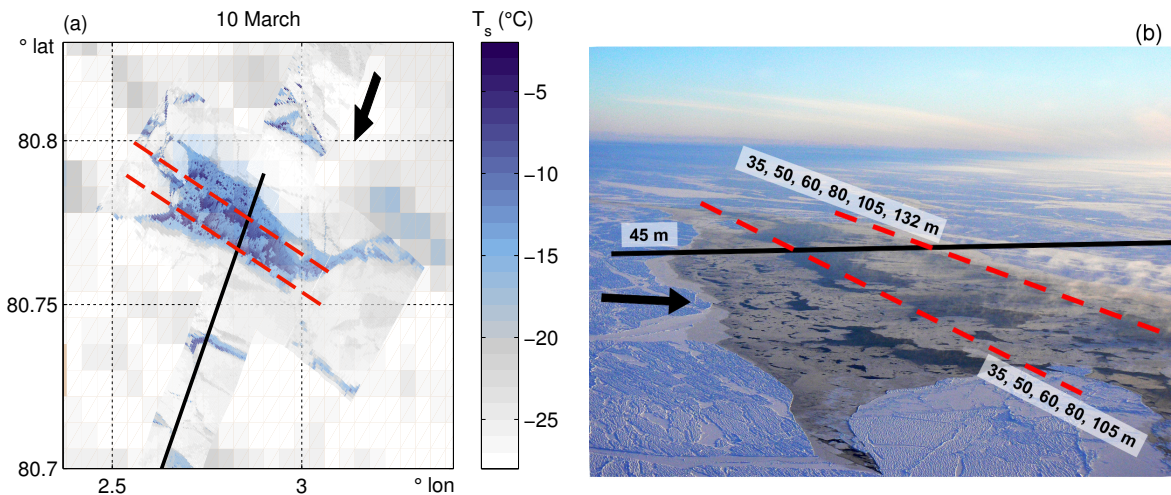 (a)
10 March
T_s (°C)
° lat
80.8
80.75
80.7
2.5
3
° lon
−5
−10
−15
−20
−25
(b)
35, 50, 60, 80, 105, 132 m
45 m
35, 50, 60, 80, 105 m